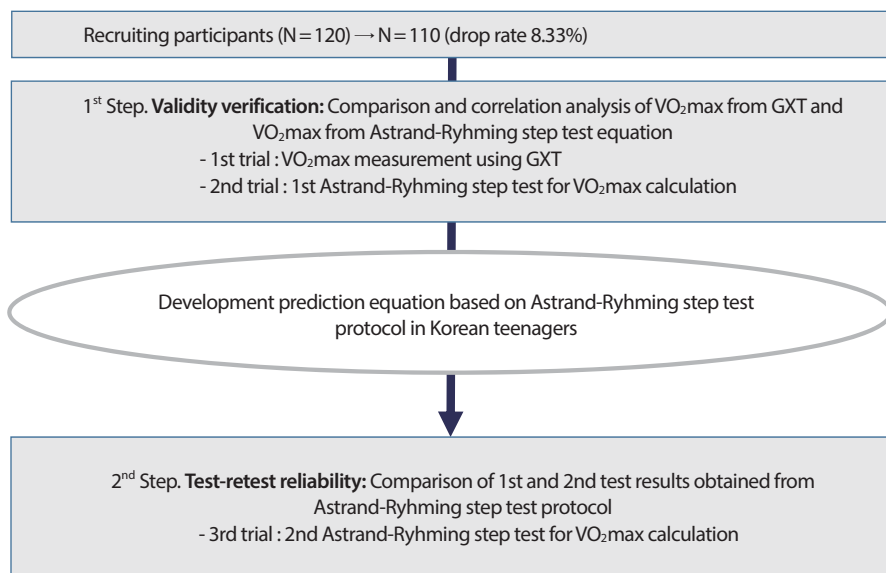 Recruiting participants (N = 120) → N = 110 (drop rate 8.33%)
1st Step. Validity verification: Comparison and correlation analysis of VO₂max from GXT and
VO₂max from Astrand-Ryhming step test equation
- 1st trial : VO₂max measurement using GXT
- 2nd trial : 1st Astrand-Ryhming step test for VO₂max calculation
Development prediction equation based on Astrand-Ryhming step test
protocol in Korean teenagers
2nd Step. Test-retest reliability: Comparison of 1st and 2nd test results obtained from
Astrand-Ryhming step test protocol
- 3rd trial : 2nd Astrand-Ryhming step test for VO₂max calculation